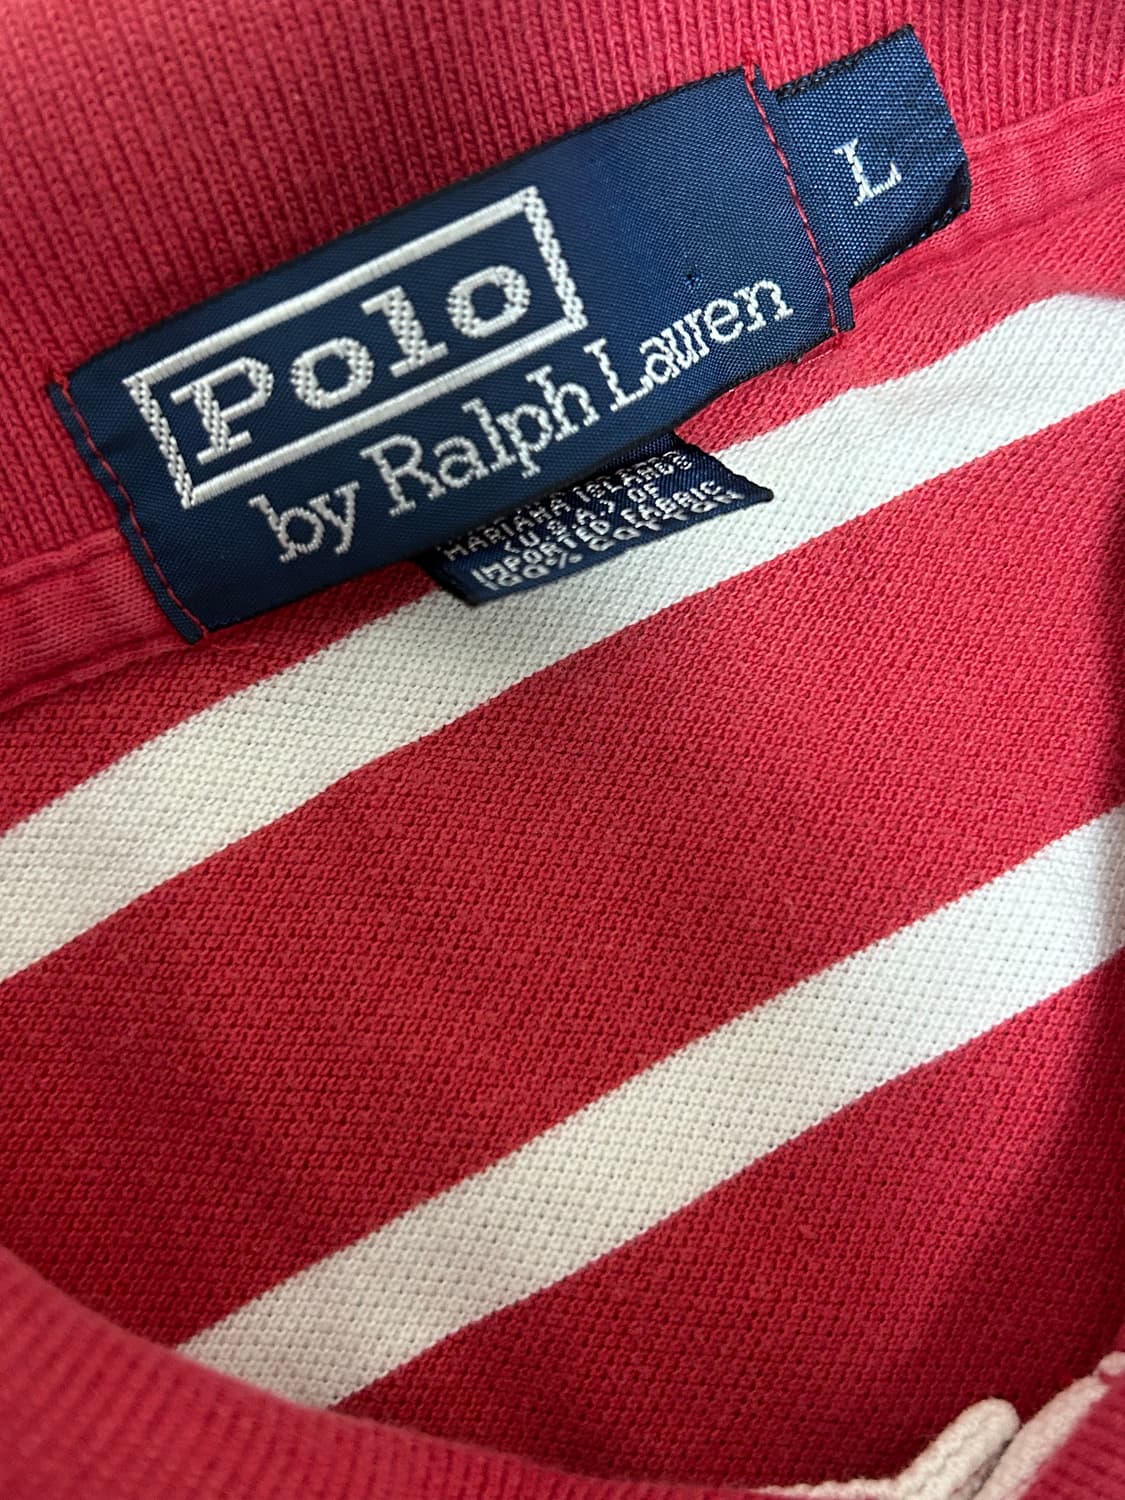 Polo
by Ralph Lauren
L
MARIANA ISLANDS
(U S A) OF
IMPORTED FABRIC
100% COTTON